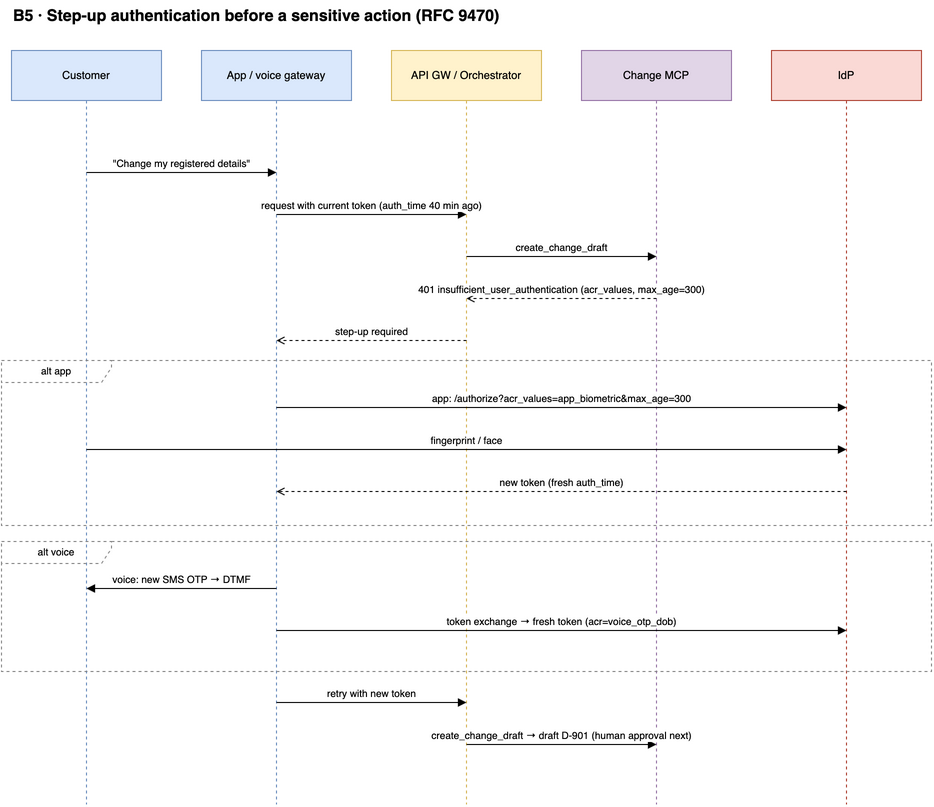 B5 · Step-up authentication before a sensitive action (RFC 9470)
Customer
App / voice gateway
API GW / Orchestrator
Change MCP
IdP
"Change my registered details"
request with current token (auth_time 40 min ago)
create_change_draft
401 insufficient_user_authentication (acr_values, max_age=300)
step-up required
alt app
app: /authorize?acr_values=app_biometric&max_age=300
fingerprint / face
new token (fresh auth_time)
alt voice
voice: new SMS OTP → DTMF
token exchange → fresh token (acr=voice_otp_dob)
retry with new token
create_change_draft → draft D-901 (human approval next)